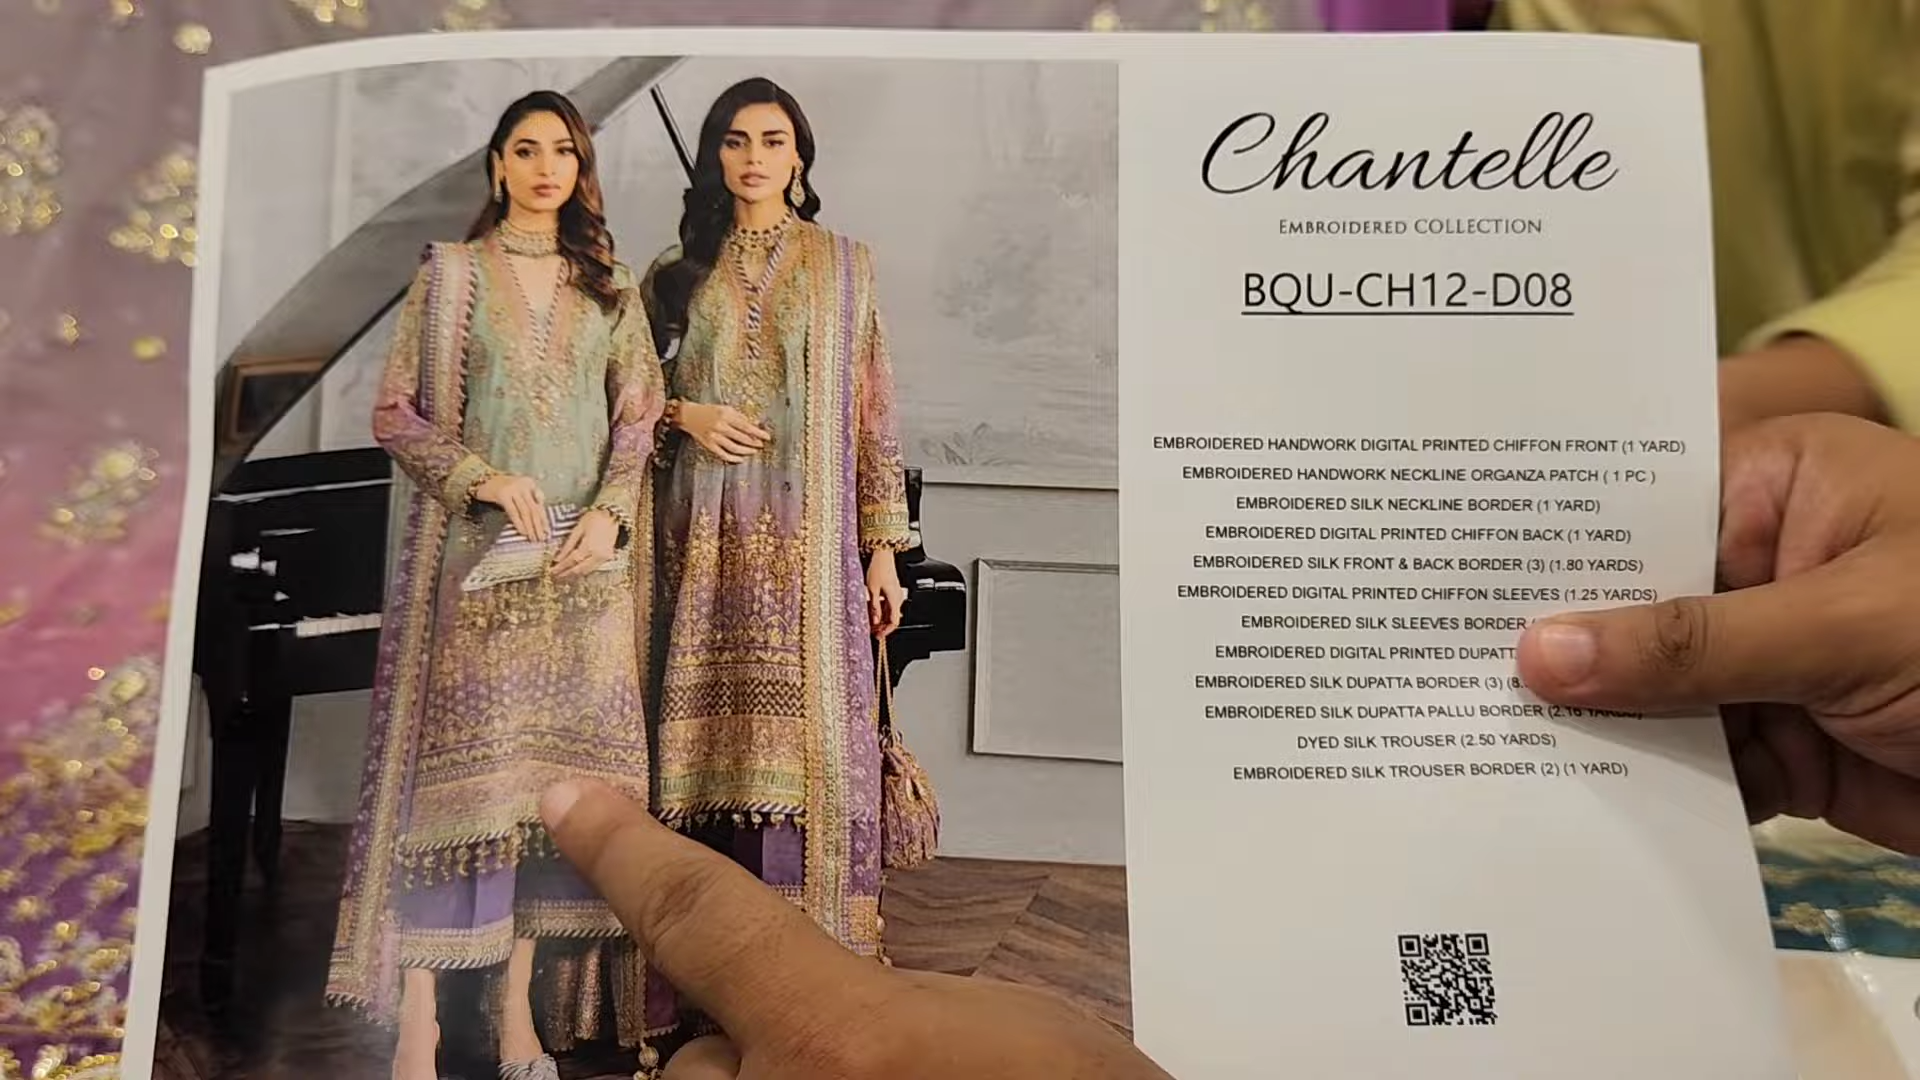 Chantelle
EMBROIDERED COLLECTION
BQU-CH12-D08
EMBROIDERED HANDWORK DIGITAL PRINTED CHIFFON FRONT (1 YARD)
EMBROIDERED HANDWORK NECKLINE ORGANZA PATCH ( 1 PC )
EMBROIDERED SILK NECKLINE BORDER (1 YARD)
EMBROIDERED DIGITAL PRINTED CHIFFON BACK (1 YARD)
EMBROIDERED SILK FRONT & BACK BORDER (3) (1.80 YARDS)
EMBROIDERED DIGITAL PRINTED CHIFFON SLEEVES (1.25 YARDS)
EMBROIDERED SILK SLEEVES BORDER
EMBROIDERED DIGITAL PRINTED
EMBROIDERED SILK DUPATTA BORDER (3)
EMBROIDERED SILK DUPATTA PALLU BORDER (2.16 YARDS)
DYED SILK TROUSER (2.50 YARDS)
EMBROIDERED SILK TROUSER BORDER (2) (1 YARD)